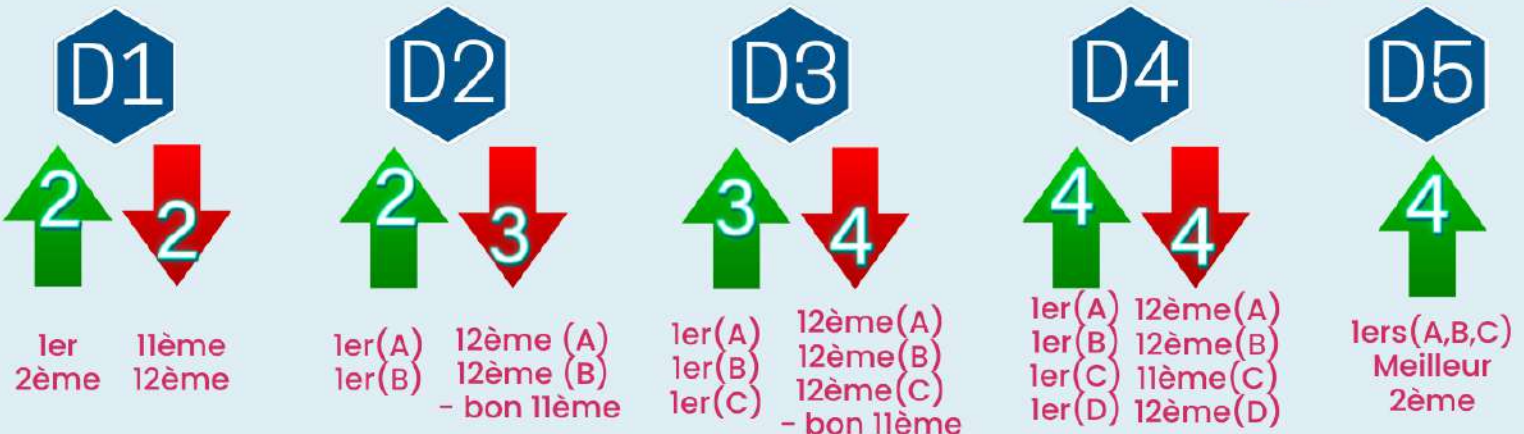 D1
2
2
1er
2ème
11ème
12ème
D2
2
3
1er(A)
1er(B)
12ème (A)
12ème (B)
- bon 11ème
D3
3
4
1er(A)
1er(B)
1er(C)
12ème(A)
12ème(B)
12ème(C)
- bon 11ème
D4
4
4
1er(A)
1er(B)
1er(C)
1er(D)
12ème(A)
12ème(B)
11ème(C)
12ème(D)
D5
4
1ers(A,B,C)
Meilleur
2ème